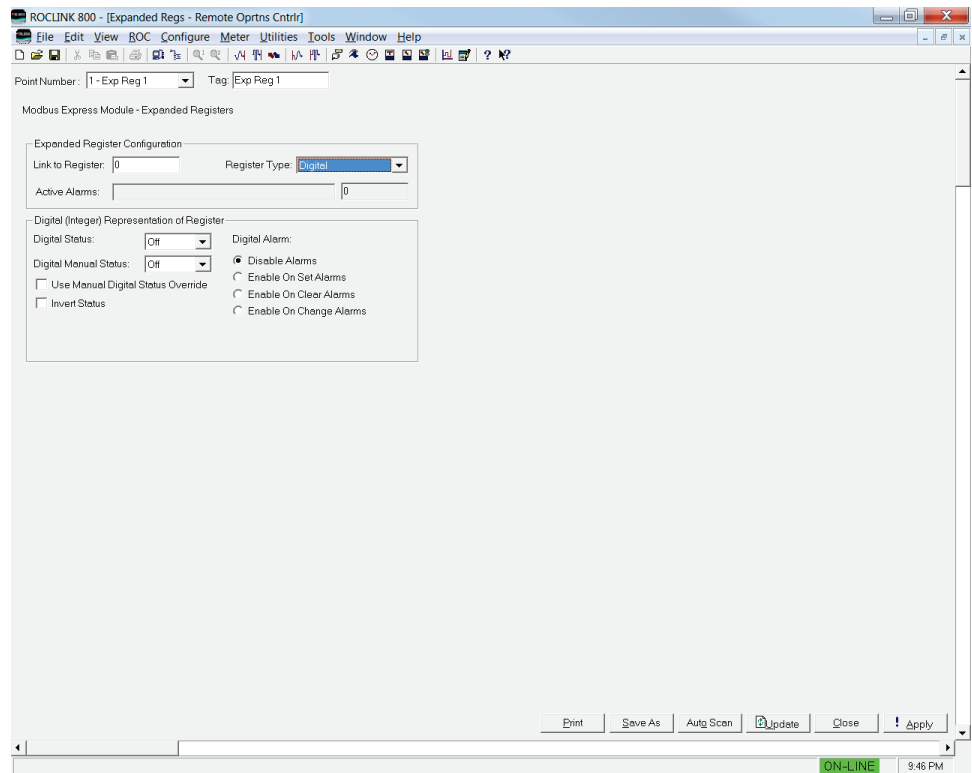 ROCLINK 800 - [Expanded Regs - Remote Oprtns Cntrlr]
File Edit View ROC Configure Meter Utilities Tools Window Help
Point Number: 1 - Exp Reg 1 Tag: Exp Reg 1
Modbus Express Module - Expanded Registers
Expanded Register Configuration
Link to Register: 0 Register Type: Digital
Active Alarms: 0
Digital (Integer) Representation of Register
Digital Status: Off Digital Alarm:
Disable Alarms
Digital Manual Status: Off
Enable On Set Alarms
Use Manual Digital Status Override
Enable On Clear Alarms
Invert Status
Enable On Change Alarms
Print Save As Auto Scan Update Close ! Apply
ON-LINE 9:46 PM